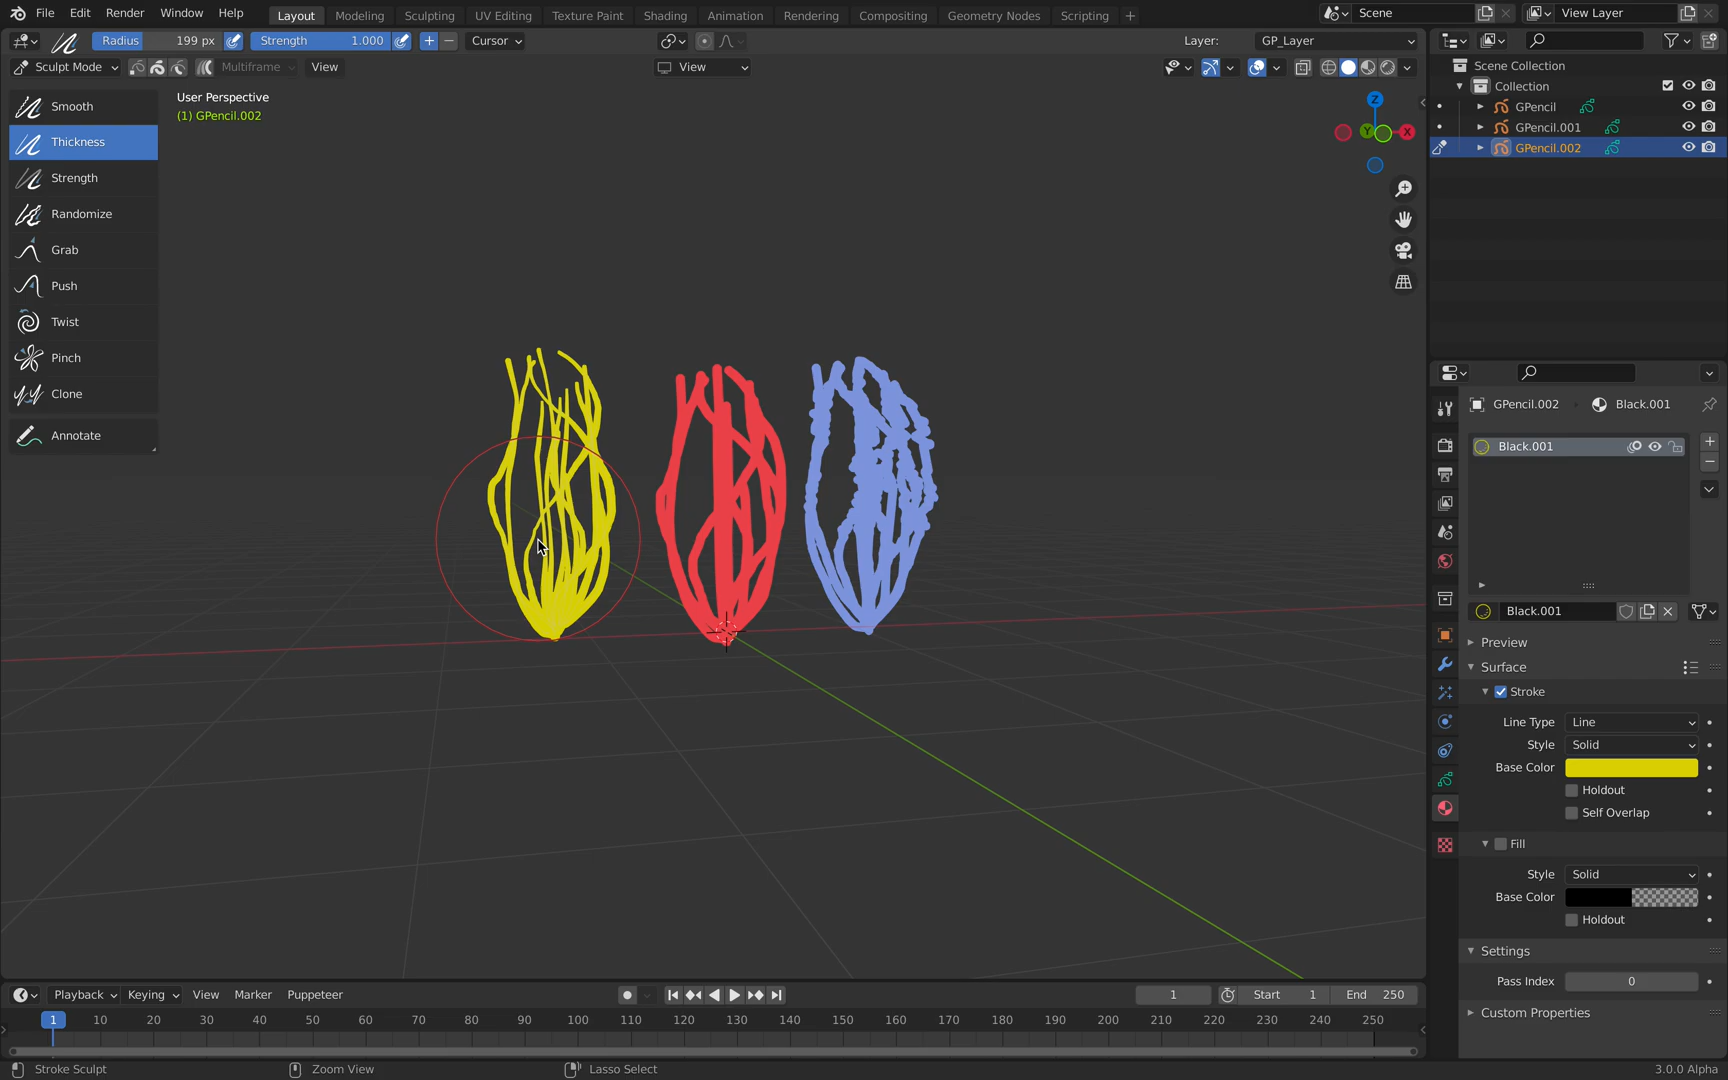 File Edit Render Window Help Layout Modeling Sculpting UV Editing Texture Paint Shading Animation Rendering Compositing Geometry Nodes Scripting Scene View Layer
Radius 199 px Strength 1.000 Cursor Layer: GP_Layer
Sculpt Mode Multiframe View View
User Perspective
(1) GPencil.002
Smooth
Thickness
Strength
Randomize
Grab
Push
Twist
Pinch
Clone
Annotate
Z
Y
X
Scene Collection
Collection
GPencil
GPencil.001
GPencil.002
GPencil.002 Black.001
Black.001
Black.001
Preview
Surface
Stroke
Line Type Line
Style Solid
Base Color
Holdout
Self Overlap
Fill
Style Solid
Base Color
Holdout
Settings
Pass Index 0
Custom Properties
Playback Keying View Marker Puppeteer 1 Start 1 End 250
1 10 20 30 40 50 60 70 80 90 100 110 120 130 140 150 160 170 180 190 200 210 220 230 240 250
Stroke Sculpt Zoom View Lasso Select 3.0.0 Alpha